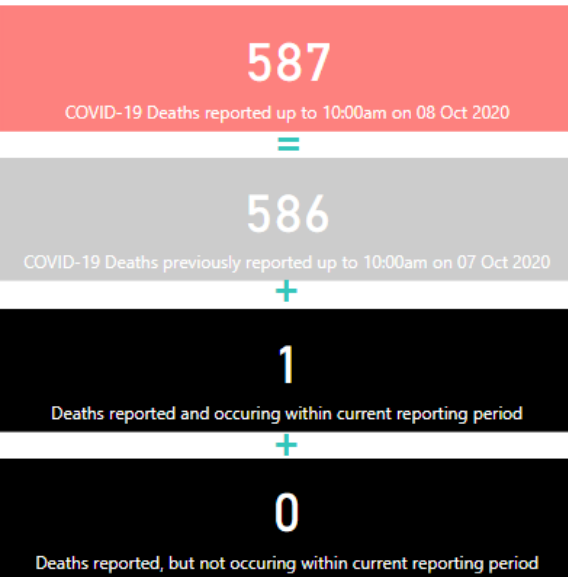 587
COVID-19 Deaths reported up to 10:00am on 08 Oct 2020
=
586
COVID-19 Deaths previously reported up to 10:00am on 07 Oct 2020
+
1
Deaths reported and occuring within current reporting period
+
0
Deaths reported, but not occuring within current reporting period